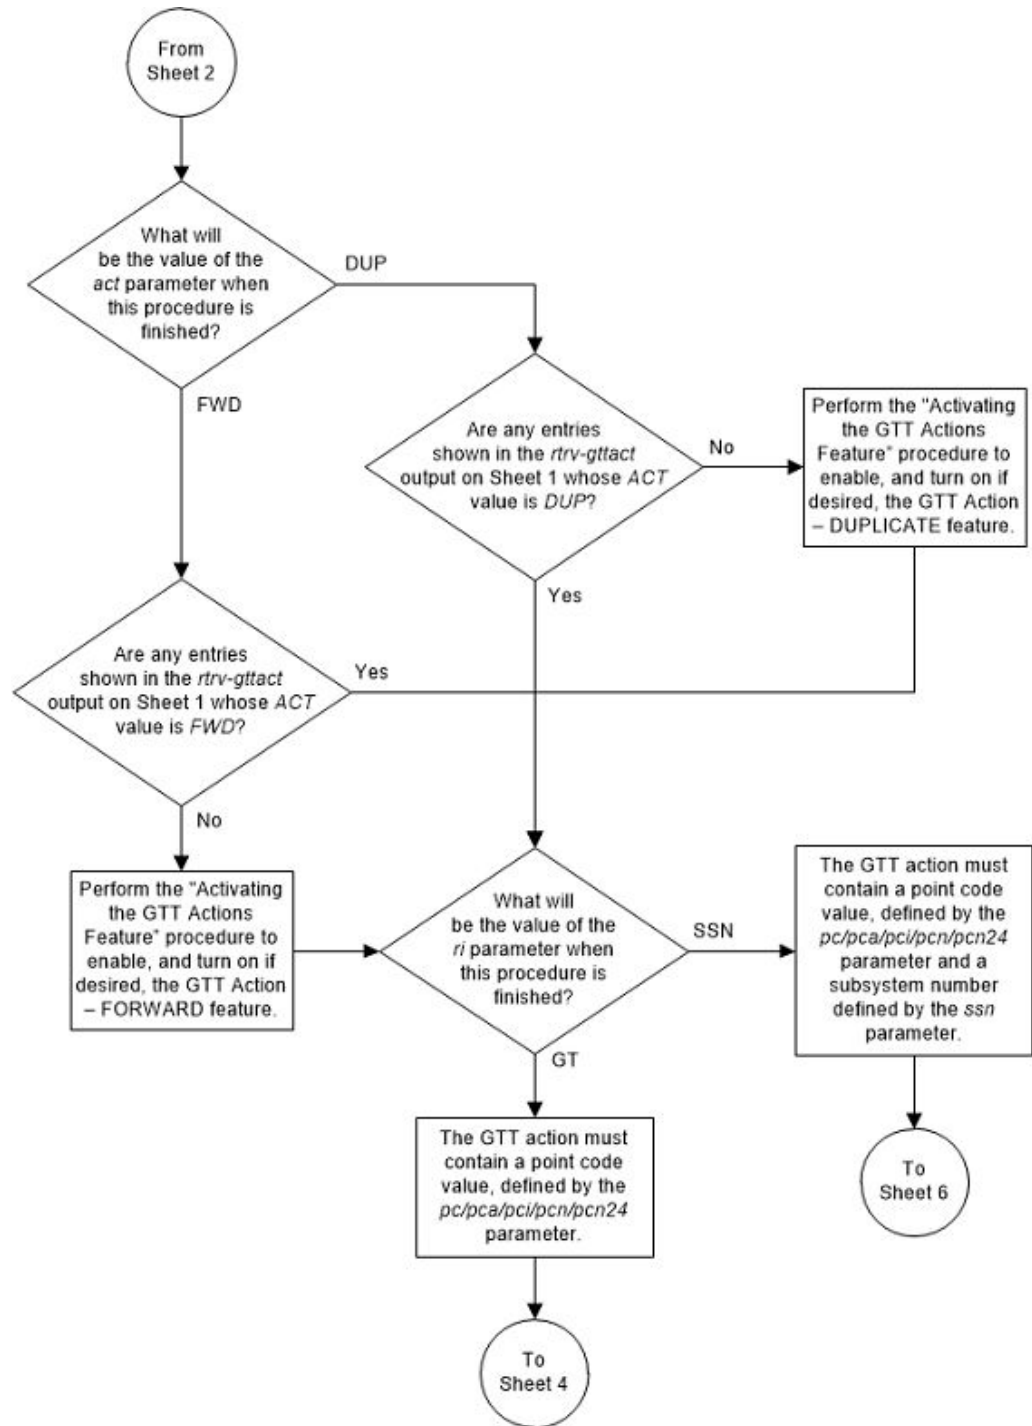 From
Sheet 2
What will
be the value of the
act parameter when
this procedure is
finished?
DUP
FWD
Are any entries
shown in the rtrv-gttact
output on Sheet 1 whose ACT
value is DUP?
No
Perform the "Activating
the GTT Actions
Feature" procedure to
enable, and turn on if
desired, the GTT Action
– DUPLICATE feature.
Yes
Are any entries
shown in the rtrv-gttact
output on Sheet 1 whose ACT
value is FWD?
Yes
No
Perform the "Activating
the GTT Actions
Feature" procedure to
enable, and turn on if
desired, the GTT Action
– FORWARD feature.
What will
be the value of the
ri parameter when
this procedure is
finished?
SSN
The GTT action must
contain a point code
value, defined by the
pc/pca/pci/pcn/pcn24
parameter and a
subsystem number
defined by the ssn
parameter.
GT
The GTT action must
contain a point code
value, defined by the
pc/pca/pci/pcn/pcn24
parameter.
To
Sheet 6
To
Sheet 4